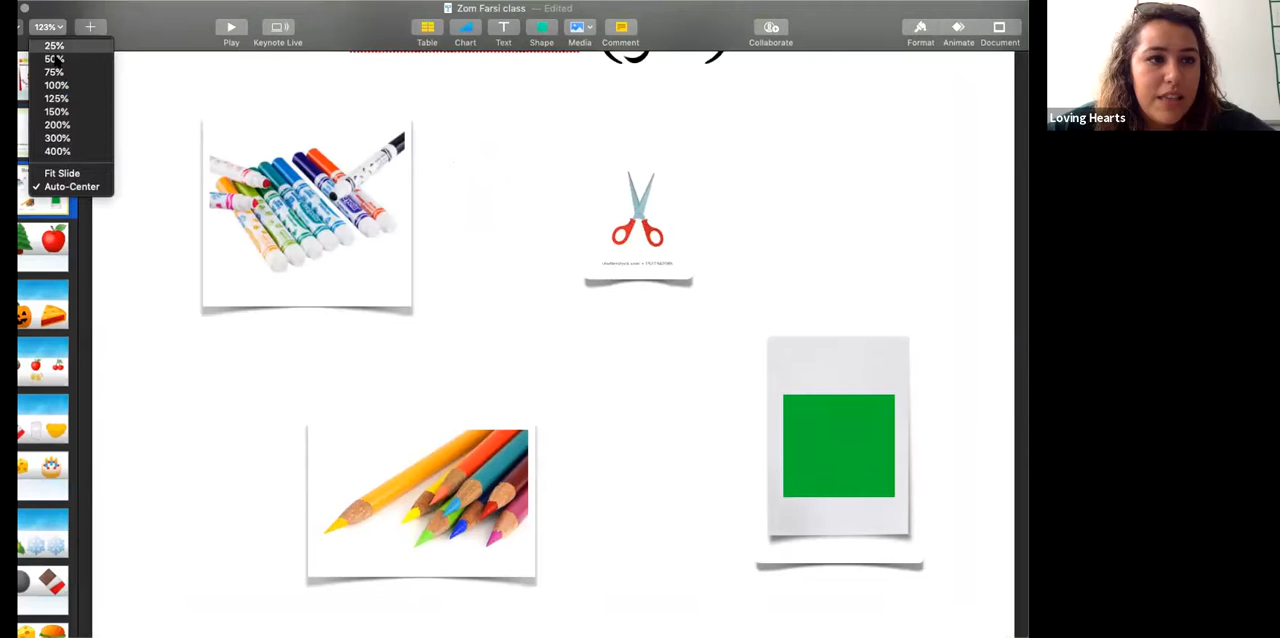 Zom Farsi class — Edited
123%
Play
Keynote Live
Table
Chart
Text
Shape
Media
Comment
Collaborate
Format
Animate
Document
25%
50%
75%
100%
125%
150%
200%
300%
400%
Fit Slide
✓ Auto-Center
Loving Hearts